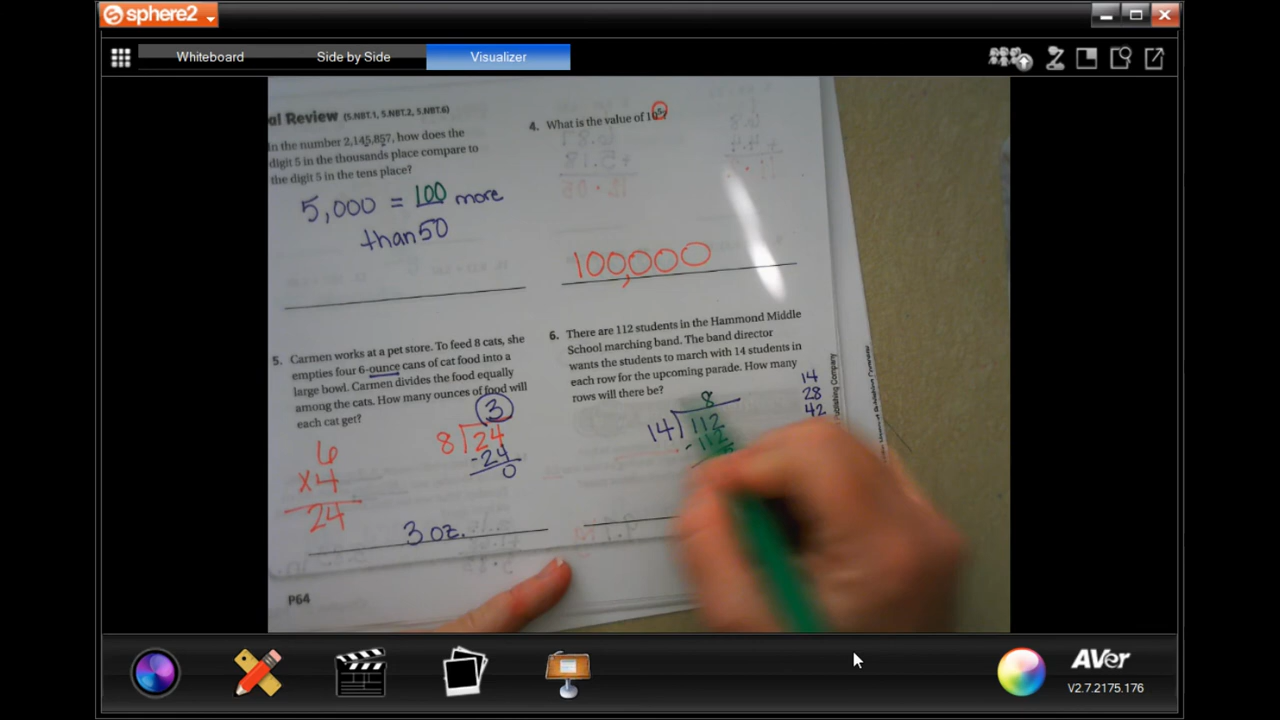 sphere2
Whiteboard
Side by Side
Visualizer
al Review (5.NBT.1, 5.NBT.2, 5.NBT.6)
In the number 2,145,857, how does the
digit 5 in the thousands place compare to
the digit 5 in the tens place?
5,000 = 100 more
than 50
4. What is the value of 10⁵?
100,000
5. Carmen works at a pet store. To feed 8 cats, she
empties four 6-ounce cans of cat food into a
large bowl. Carmen divides the food equally
among the cats. How many ounces of food will
each cat get?
6
x4
24
3
8 24
-24
0
3 oz.
6. There are 112 students in the Hammond Middle
School marching band. The band director
wants the students to march with 14 students in
each row for the upcoming parade. How many
rows will there be?
8
14 112
-112
14
28
42
Publishing Company
P64
AVer
V2.7.2175.176